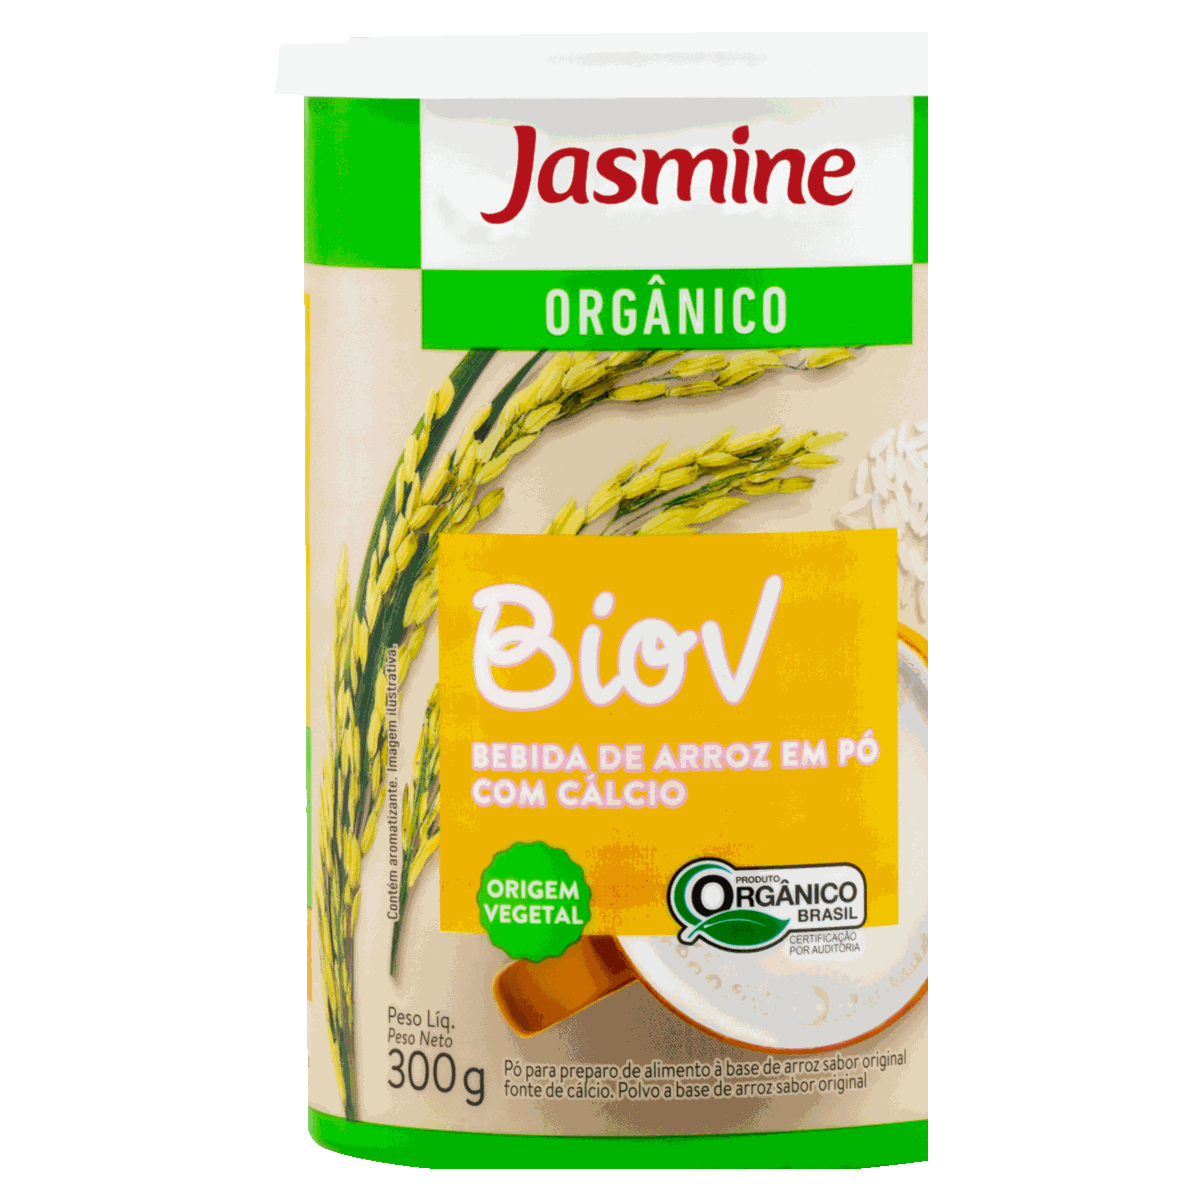 Jasmine
ORGÂNICO
BioV
BEBIDA DE ARROZ EM PÓ
COM CÁLCIO
ORIGEM
VEGETAL
PRODUTO
ORGÂNICO
BRASIL
CERTIFICAÇÃO
POR AUDITORIA
Contém aromatizante. Imagem ilustrativa.
Peso Líq.
Peso Neto
300g
Pó para preparo de alimento à base de arroz sabor original
fonte de cálcio. Polvo a base de arroz sabor original